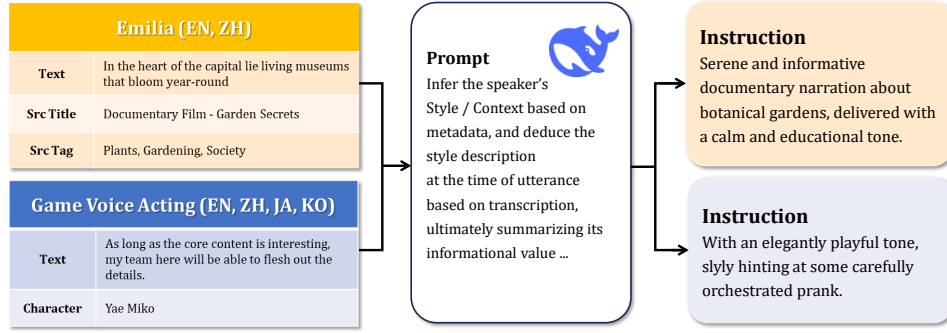 Emilia (EN, ZH)
Text
In the heart of the capital lie living museums
that bloom year-round
Src Title
Documentary Film - Garden Secrets
Src Tag
Plants, Gardening, Society
Game Voice Acting (EN, ZH, JA, KO)
Text
As long as the core content is interesting,
my team here will be able to flesh out the
details.
Character
Yae Miko
Prompt
Infer the speaker's
Style / Context based on
metadata, and deduce the
style description
at the time of utterance
based on transcription,
ultimately summarizing its
informational value ...
Instruction
Serene and informative
documentary narration about
botanical gardens, delivered with
a calm and educational tone.
Instruction
With an elegantly playful tone,
slyly hinting at some carefully
orchestrated prank.